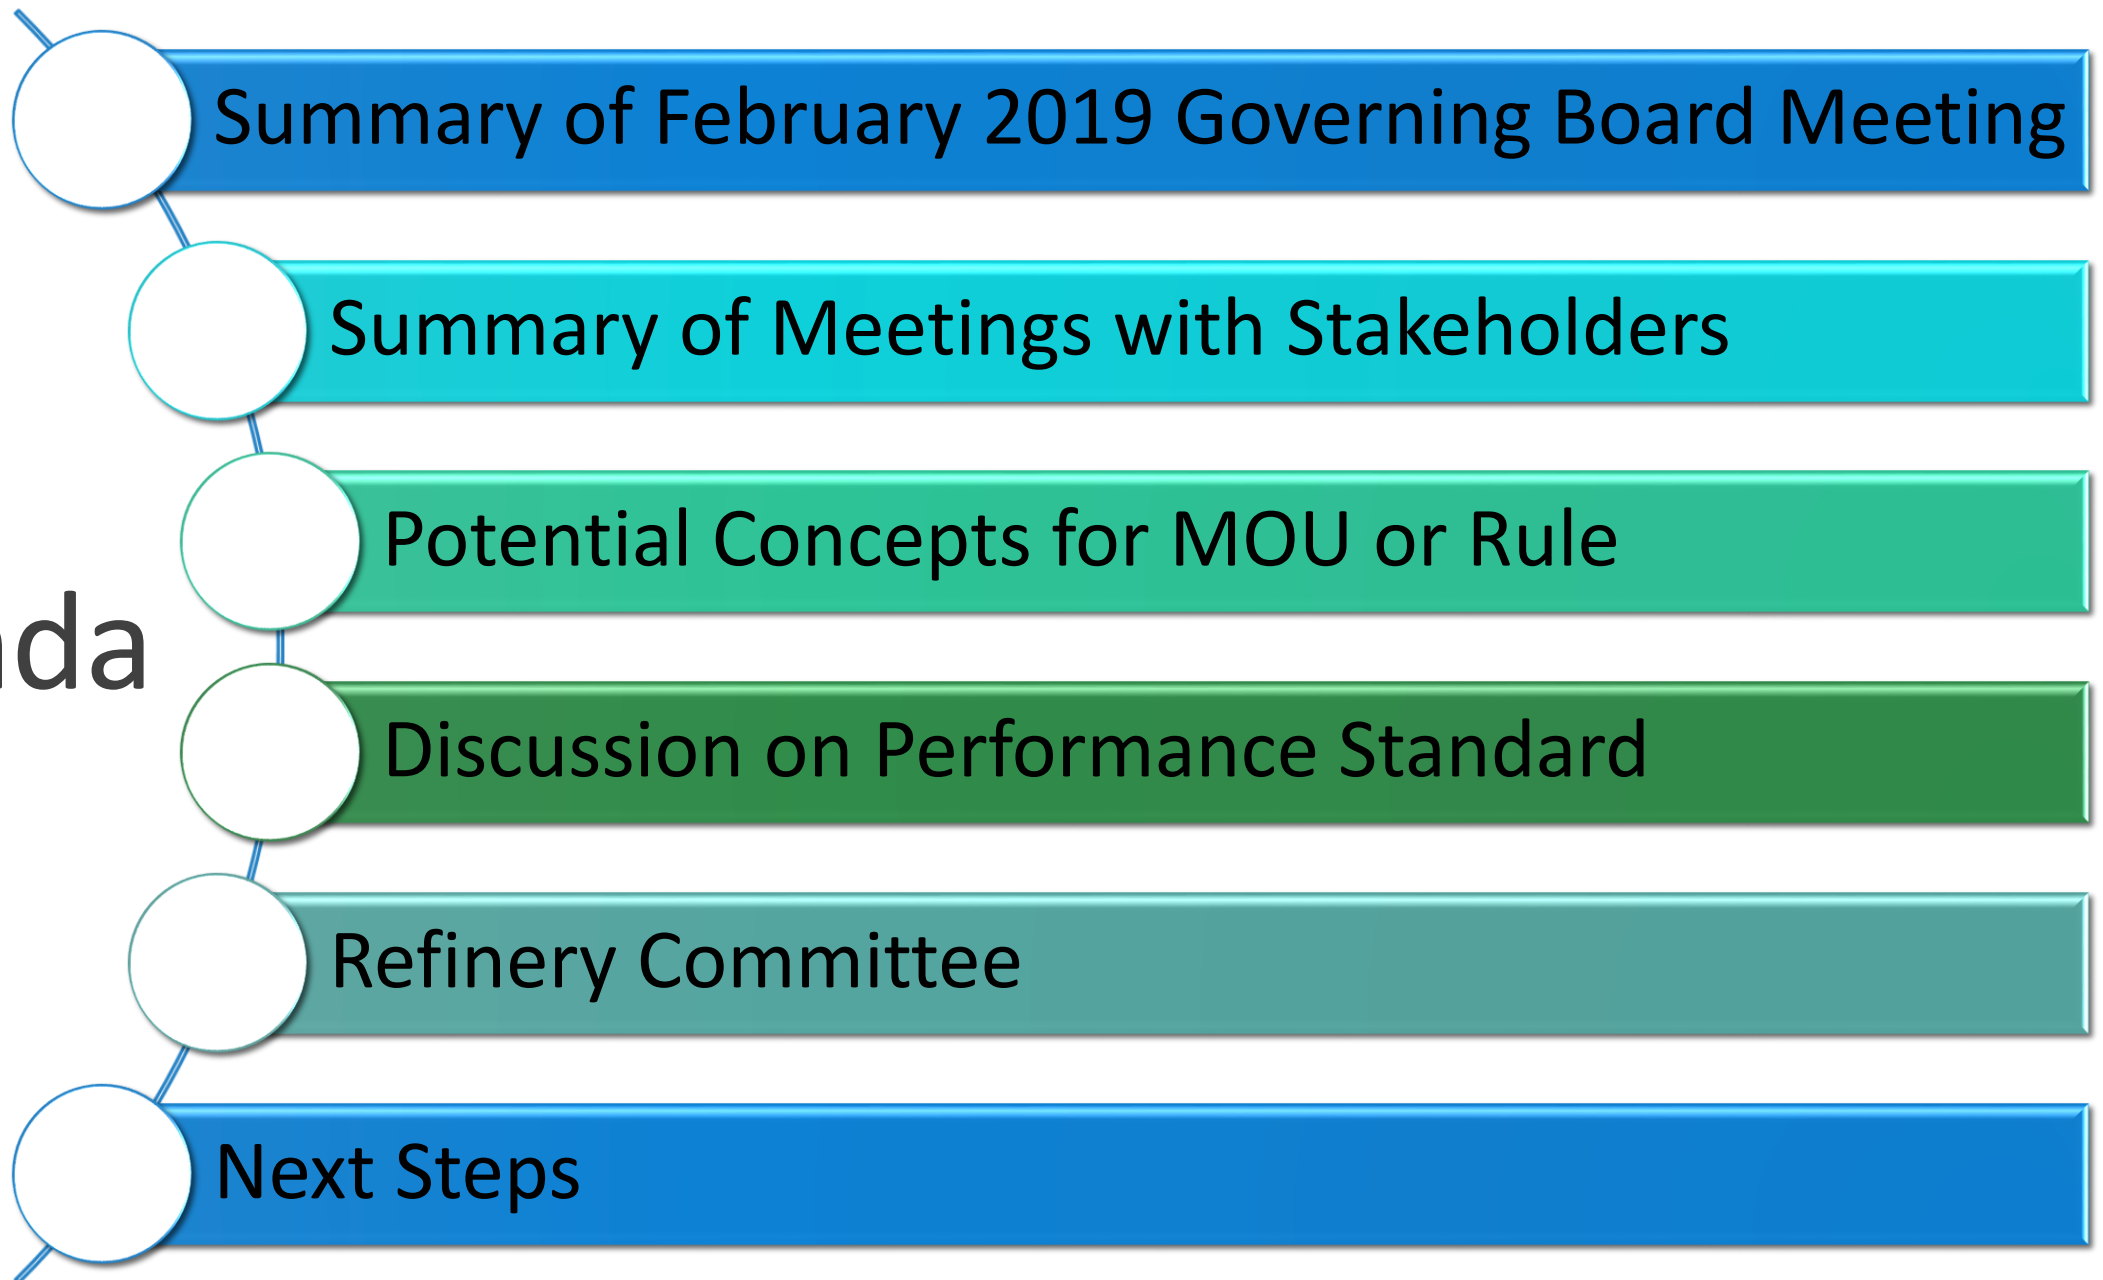 Summary of February 2019 Governing Board Meeting
Summary of Meetings with Stakeholders
Potential Concepts for MOU or Rule
nda
Discussion on Performance Standard
Refinery Committee
Next Steps